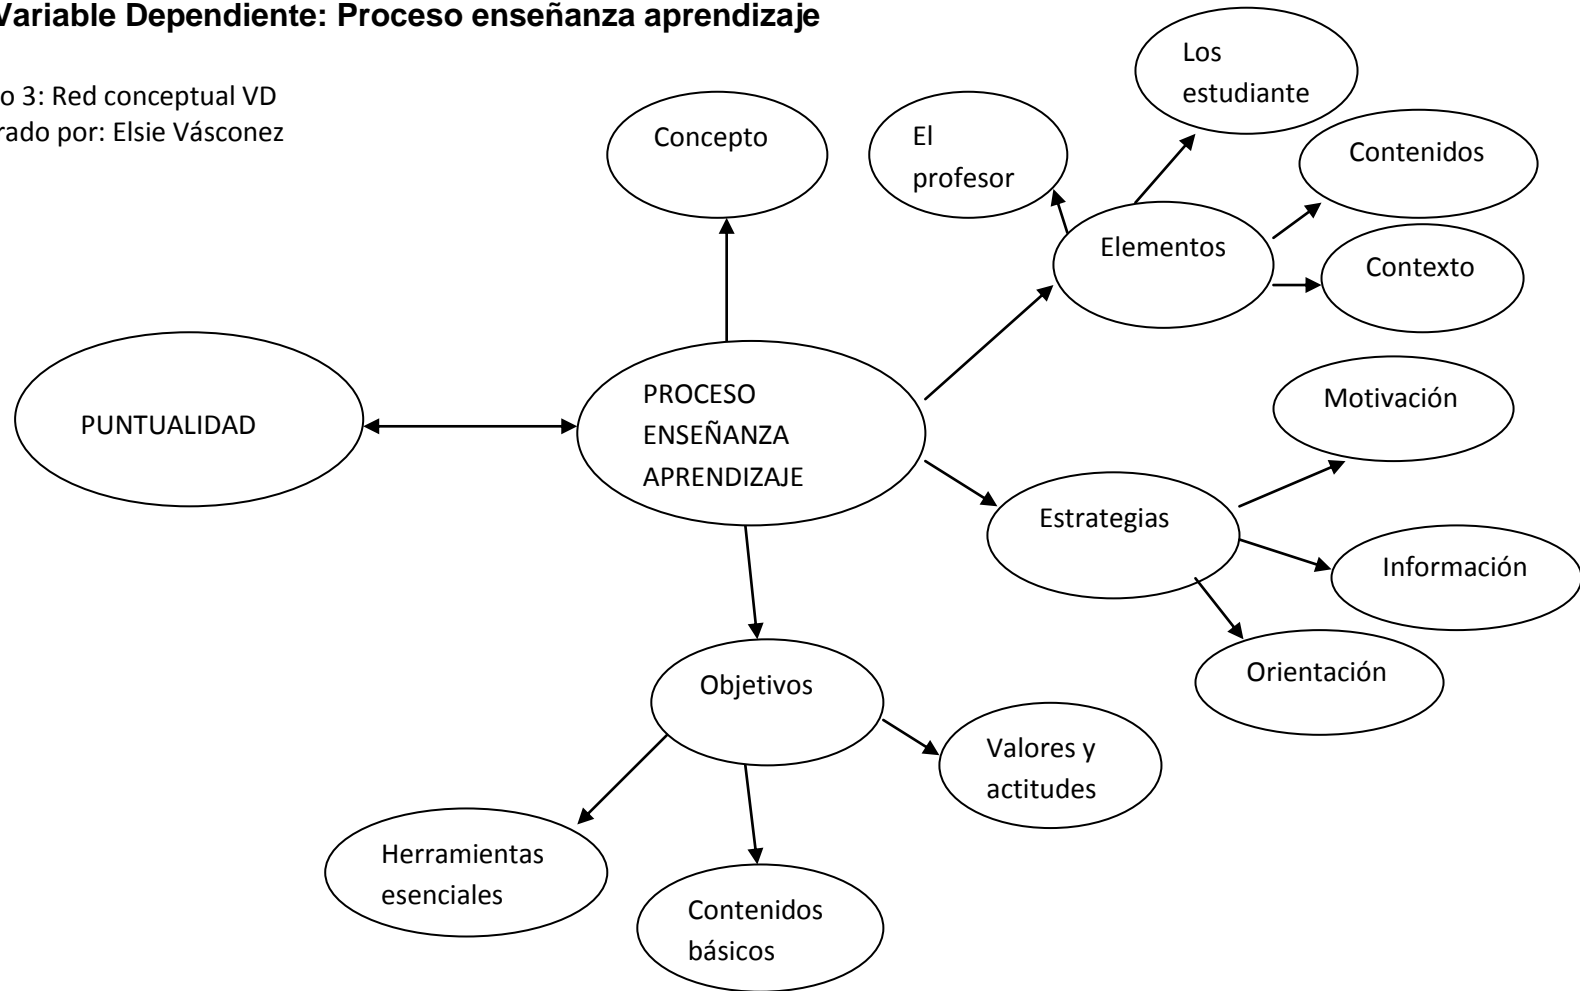 Variable Dependiente: Proceso enseñanza aprendizaje
o 3: Red conceptual VD
rado por: Elsie Vásconez
Los
estudiante
Concepto
El
profesor
Contenidos
Elementos
Contexto
PUNTUALIDAD
PROCESO
ENSEÑANZA
APRENDIZAJE
Motivación
Estrategias
Información
Orientación
Objetivos
Valores y
actitudes
Herramientas
esenciales
Contenidos
básicos